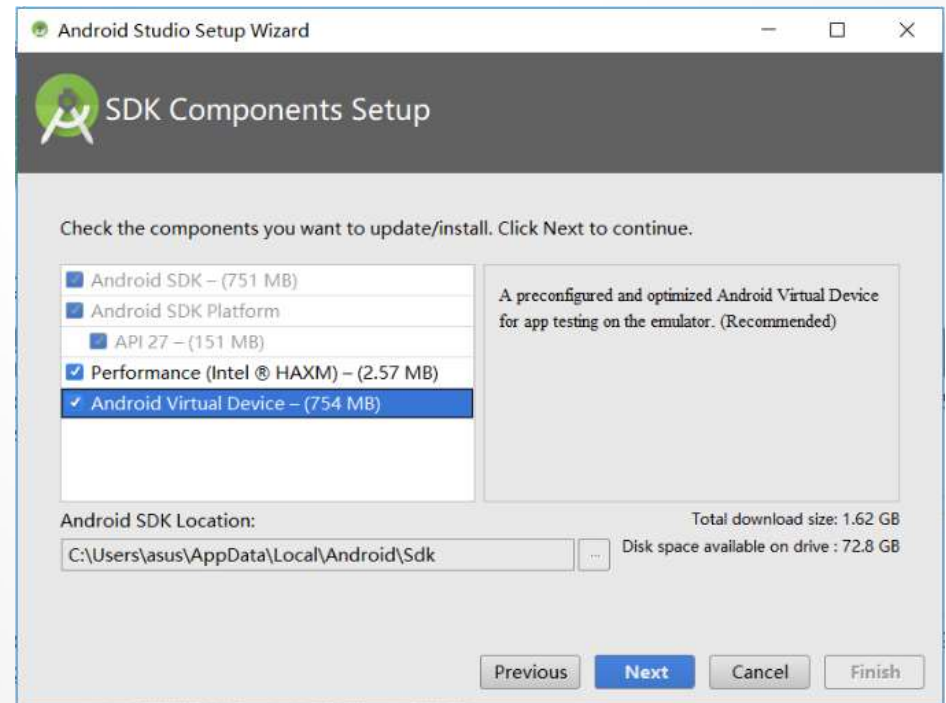 Android Studio Setup Wizard
SDK Components Setup
Check the components you want to update/install. Click Next to continue.
Android SDK – (751 MB)
Android SDK Platform
API 27 – (151 MB)
Performance (Intel ® HAXM) – (2.57 MB)
Android Virtual Device – (754 MB)
A preconfigured and optimized Android Virtual Device
for app testing on the emulator. (Recommended)
Android SDK Location:
Total download size: 1.62 GB
C:\Users\asus\AppData\Local\Android\Sdk
...
Disk space available on drive : 72.8 GB
Previous
Next
Cancel
Finish